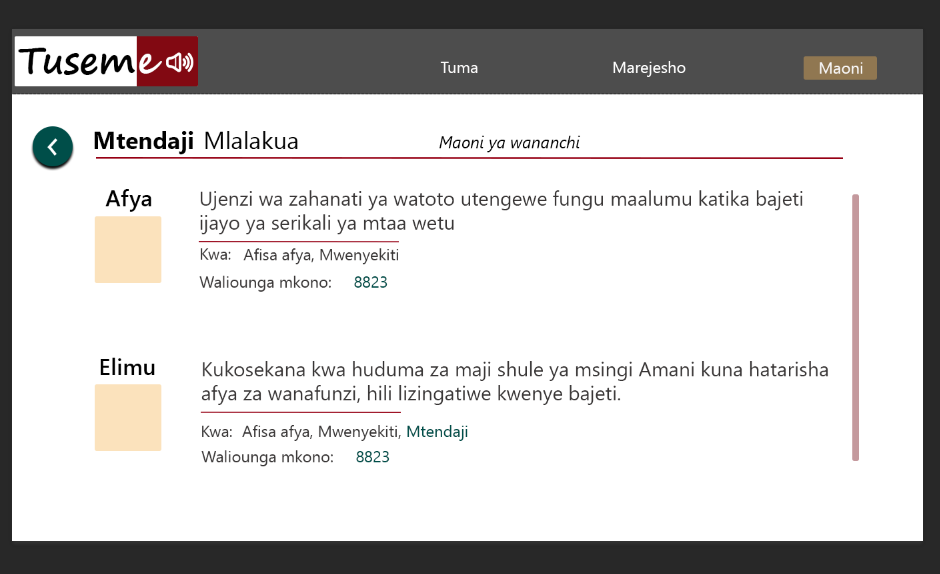 Tuseme
Tuma
Marejesho
Maoni
Mtendaji Mlalakua
Maoni ya wananchi
Afya
Ujenzi wa zahanati ya watoto utengewe fungu maalumu katika bajeti
ijayo ya serikali ya mtaa wetu
Kwa: Afisa afya, Mwenyekiti
Waliounga mkono: 8823
Elimu
Kukosekana kwa huduma za maji shule ya msingi Amani kuna hatarisha
afya za wanafunzi, hili lizingatiwe kwenye bajeti.
Kwa: Afisa afya, Mwenyekiti, Mtendaji
Waliounga mkono: 8823